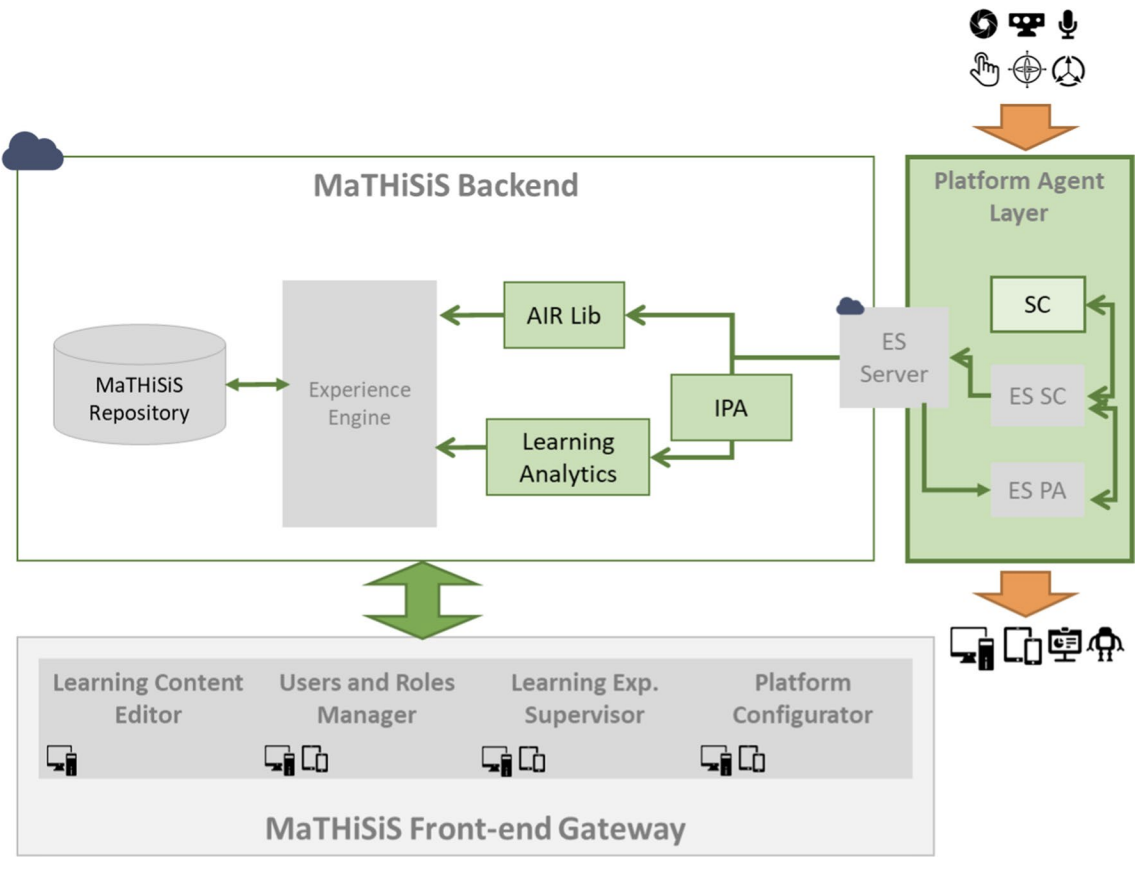 MaTHiSiS Backend
Platform Agent
Layer
AIR Lib
SC
ES
Server
MaTHiSiS
Repository
Experience
Engine
IPA
ES SC
Learning
Analytics
ES PA
Learning Content
Editor
Users and Roles
Manager
Learning Exp.
Supervisor
Platform
Configurator
MaTHiSiS Front-end Gateway